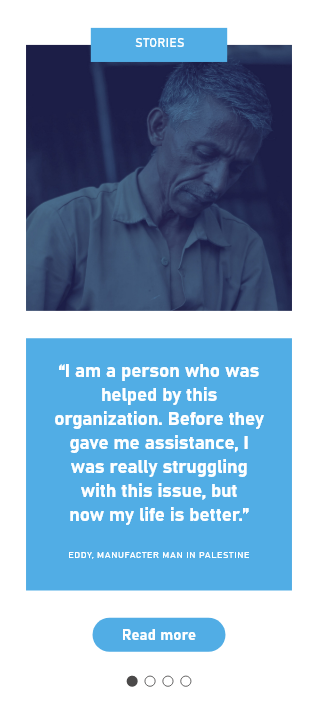 STORIES
“I am a person who was
helped by this
organization. Before they
gave me assistance, I
was really struggling
with this issue, but
now my life is better.”
EDDY, MANUFACTER MAN IN PALESTINE
Read more